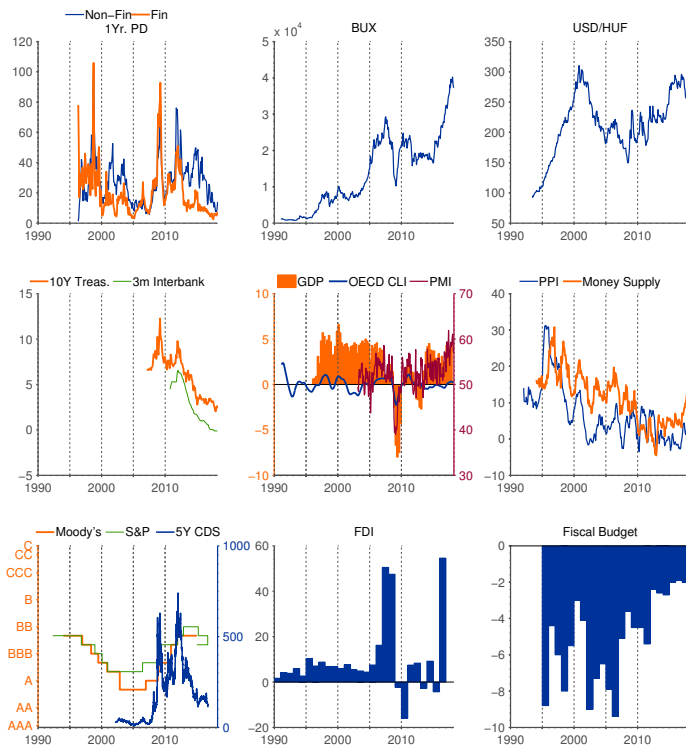 Non−Fin Fin
1Yr. PD
120
100
80
60
40
20
0
1990 2000 2010
BUX
5 x 10⁴
4
3
2
1
0
1990 2000 2010
USD/HUF
350
300
250
200
150
100
50
1990 2000 2010
10Y Treas. 3m Interbank
15
10
5
0
−5
1990 2000 2010
GDP OECD CLI PMI
10 70
5 60
0 50
−5 40
−10 30
1990 2000 2010
PPI Money Supply
40
30
20
10
0
−10
1990 2000 2010
Moody's S&P 5Y CDS
C 1000
CC
CCC
B
BB 500
BBB
A
AA
AAA 0
1990 2000 2010
FDI
60
40
20
0
−20
1990 2000 2010
Fiscal Budget
0
−2
−4
−6
−8
−10
1990 2000 2010